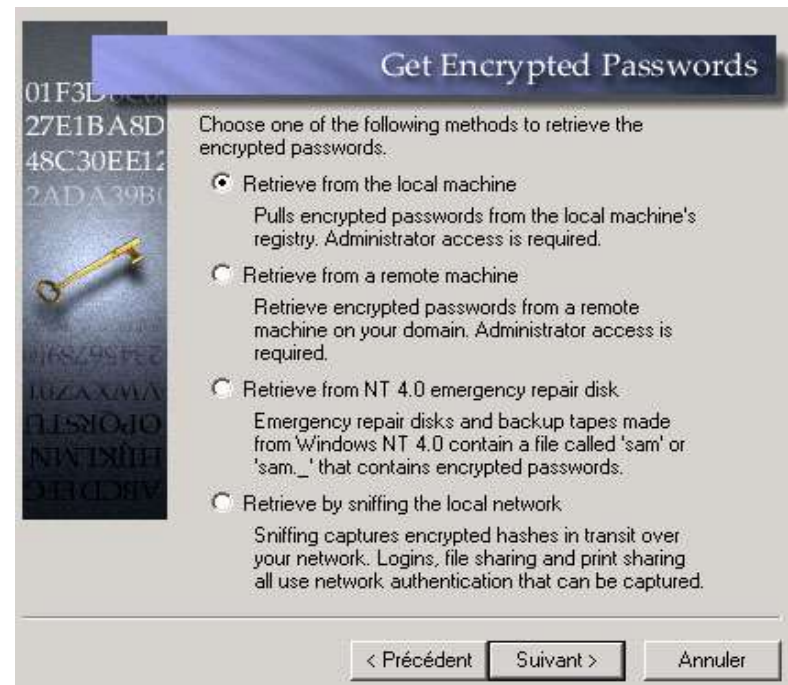 Get Encrypted Passwords
01F3D
27E1BA8D
48C30EE12
2ADA39B
Choose one of the following methods to retrieve the
encrypted passwords.
Retrieve from the local machine
Pulls encrypted passwords from the local machine's
registry. Administrator access is required.
Retrieve from a remote machine
Retrieve encrypted passwords from a remote
machine on your domain. Administrator access is
required.
Retrieve from NT 4.0 emergency repair disk
Emergency repair disks and backup tapes made
from Windows NT 4.0 contain a file called 'sam' or
'sam._' that contains encrypted passwords.
Retrieve by sniffing the local network
Sniffing captures encrypted hashes in transit over
your network. Logins, file sharing and print sharing
all use network authentication that can be captured.
< Précédent
Suivant >
Annuler